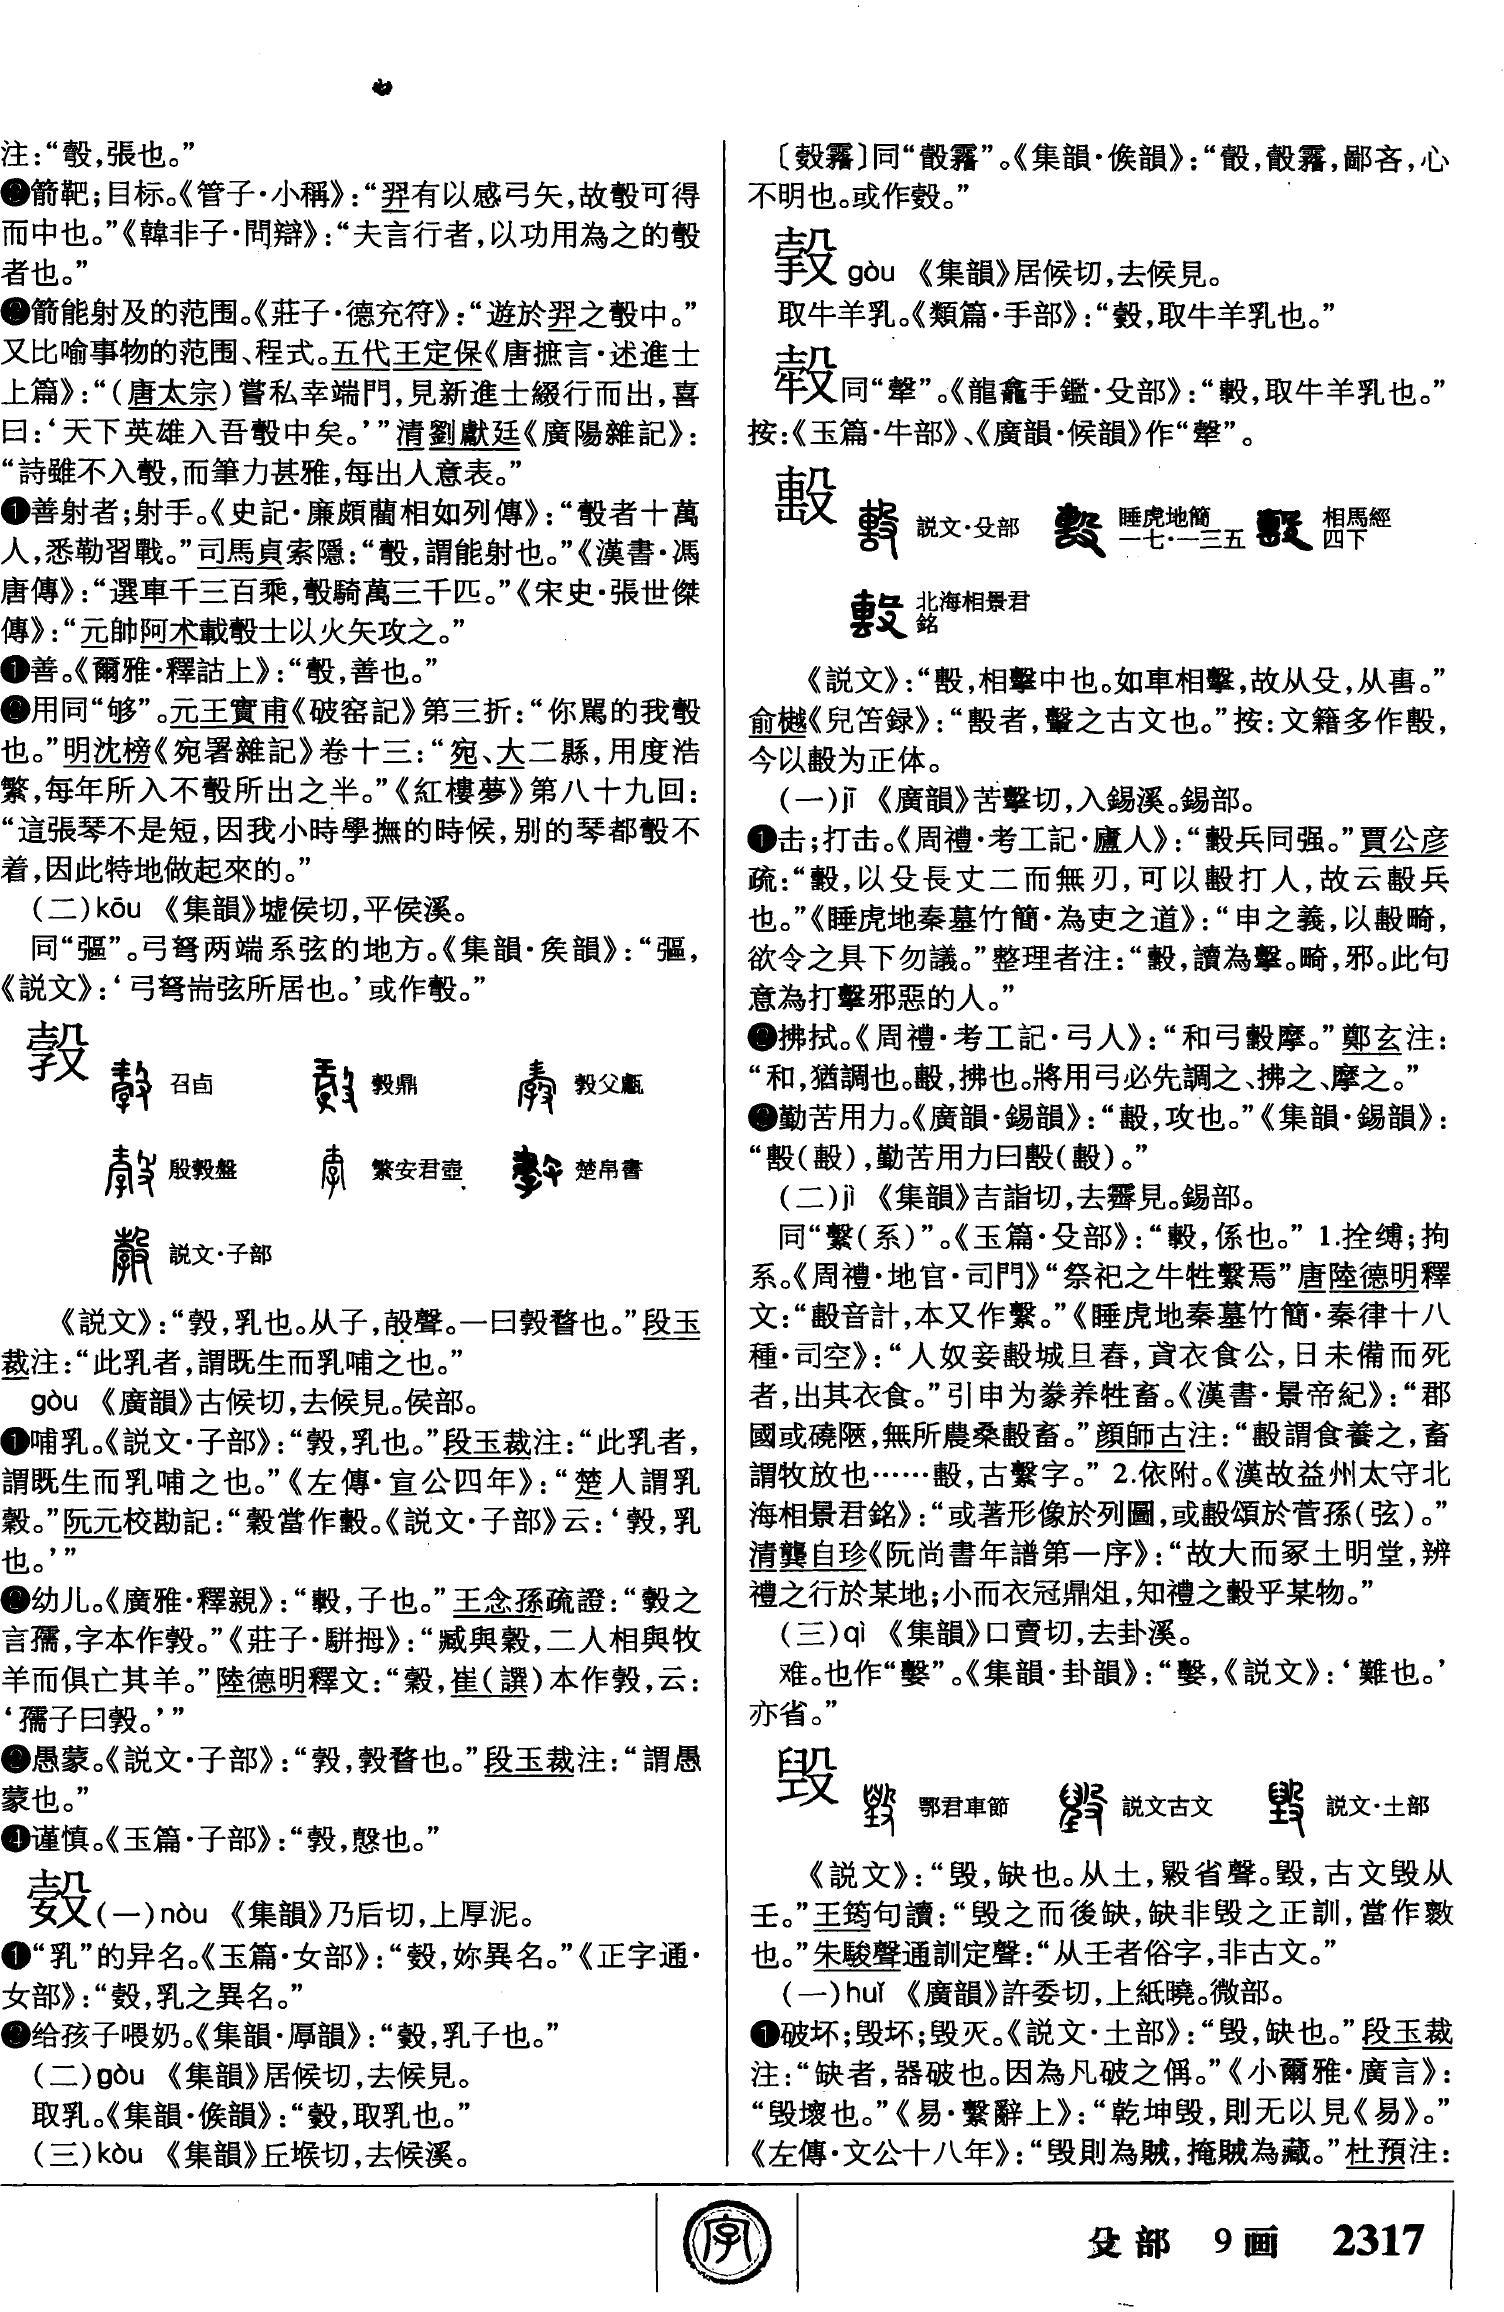 注：“彀，張也。”
❷箭靶；目标。《管子·小稱》：“羿有以感弓矢，故彀可得
而中也。”《韓非子·問辯》：“夫言行者，以功用為之的彀
者也。”
箭能射及的范围。《莊子·德充符》：“遊於羿之彀中。”
又比喻事物的范围、程式。五代王定保《唐摭言·述進士
上篇》：“（唐太宗）嘗私幸端門，見新進士綴行而出，喜
曰：‘天下英雄入吾彀中矣。’”清劉獻廷《廣陽雜記》：
“詩雖不入彀，而筆力甚雅，每出人意表。”
善射者；射手。《史記·廉頗藺相如列傳》：“彀者十萬
人，悉勒習戰。”司馬貞索隱：“彀，謂能射也。”《漢書·馮
唐傳》：“選車千三百乘，彀騎萬三千匹。”《宋史·張世傑
傳》：“元帥阿术載彀士以火矢攻之。”
善。《爾雅·釋詁上》：“彀，善也。”
用同“够”。元王實甫《破窑記》第三折：“你駡的我彀
也。”明沈榜《宛署雜記》卷十三：“宛、大二縣，用度浩
繁，每年所入不彀所出之半。”《紅樓夢》第八十九回：
“這張琴不是短，因我小時學撫的時候，别的琴都彀不
着，因此特地做起來的。”
（二）kōu 《集韻》墟侯切，平侯溪。
同“彄”。弓弩两端系弦的地方。《集韻·矦韻》：“彄，
《説文》：‘弓弩耑弦所居也。’或作彀。”
㝅 召卣 㝅鼎 㝅父甗
殷㝅盤 繁安君壺 楚帛書
説文·子部
《説文》：“㝅，乳也。从子，㱿聲。一曰㝅瞀也。”段玉
裁注：“此乳者，謂既生而乳哺之也。”
gòu 《廣韻》古候切，去候見。侯部。
❶哺乳。《説文·子部》：“㝅，乳也。”段玉裁注：“此乳者，
謂既生而乳哺之也。”《左傳·宣公四年》：“楚人謂乳
穀。”阮元校勘記：“穀當作㝅。《説文·子部》云：‘㝅，乳
也。’”
❷幼儿。《廣雅·釋親》：“㝅，子也。”王念孫疏證：“㝅之
言孺，字本作㝅。”《莊子·駢拇》：“臧與穀，二人相與牧
羊而俱亡其羊。”陸德明釋文：“穀，崔（譔）本作㝅，云：
‘孺子曰㝅。’”
愚蒙。《説文·子部》：“㝅，㝅瞀也。”段玉裁注：“謂愚
蒙也。”
❹谨慎。《玉篇·子部》：“㝅，愨也。”
㜌（一）nòu 《集韻》乃后切，上厚泥。
❶“乳”的异名。《玉篇·女部》：“㜌，妳異名。”《正字通·
女部》：“㜌，乳之異名。”
❷给孩子喂奶。《集韻·厚韻》：“㜌，乳子也。”
（二）gòu 《集韻》居候切，去候見。
取乳。《集韻·候韻》：“㜌，取乳也。”
（三）kòu 《集韻》丘堠切，去候溪。
〔㜌霿〕同“㲄霿”。《集韻·候韻》：“㲄，㲄霿，鄙吝，心
不明也。或作㜌。”
gòu 《集韻》居候切，去候見。
取牛羊乳。《類篇·手部》：“，取牛羊乳也。”
同“㹌”。《龍龕手鑑·殳部》：“，取牛羊乳也。”
按：《玉篇·牛部》、《廣韻·候韻》作“㹌”。
毄 説文·殳部 睡虎地簡一七·一三五 相馬經四下
北海相景君銘
《説文》：“毄，相擊中也。如車相擊，故从殳，从軎。”
俞樾《兒笘録》：“毄者，擊之古文也。”按：文籍多作毄，
今以毄为正体。
（一）jī 《廣韻》苦擊切，入錫溪。錫部。
❶击；打击。《周禮·考工記·廬人》：“毄兵同强。”賈公彦
疏：“毄，以殳長丈二而無刃，可以毄打人，故云毄兵
也。”《睡虎地秦墓竹簡·為吏之道》：“申之義，以毄畸，
欲令之具下勿議。”整理者注：“毄，讀為擊。畸，邪。此句
意為打擊邪惡的人。”
❷拂拭。《周禮·考工記·弓人》：“和弓毄摩。”鄭玄注：
“和，猶調也。毄，拂也。將用弓必先調之、拂之、摩之。”
勤苦用力。《廣韻·錫韻》：“毄，攻也。”《集韻·錫韻》：
“毄（毄），勤苦用力曰毄（毄）。”
（二）jì 《集韻》吉詣切，去霽見。錫部。
同“繫（系）”。《玉篇·殳部》：“毄，係也。” 1.拴缚；拘
系。《周禮·地官·司門》“祭祀之牛牲繫焉”唐陸德明釋
文：“毄音計，本又作繫。”《睡虎地秦墓竹簡·秦律十八
種·司空》：“人奴妾毄城旦舂，貣衣食公，日未備而死
者，出其衣食。”引申为豢养牲畜。《漢書·景帝紀》：“郡
國或磽陿，無所農桑毄畜。”顔師古注：“毄謂食養之，畜
謂牧放也……毄，古繫字。” 2.依附。《漢故益州太守北
海相景君銘》：“或著形像於列圖，或毄頌於管孫（弦）。”
清龔自珍《阮尚書年譜第一序》：“故大而冢土明堂，辨
禮之行於某地；小而衣冠鼎俎，知禮之毄乎某物。”
（三）qì 《集韻》口賣切，去卦溪。
难。也作“㜇”。《集韻·卦韻》：“㜇，《説文》：‘難也。’
亦省。”
毁 鄂君車節 説文古文 説文·土部
《説文》：“毁，缺也。从土，毇省聲。毀，古文毁从
壬。”王筠句讀：“毁之而後缺，缺非毁之正訓，當作㪏
也。”朱駿聲通訓定聲：“从壬者俗字，非古文。”
（一）huǐ 《廣韻》許委切，上紙曉。微部。
❶破坏；毁坏；毁灭。《説文·土部》：“毁，缺也。”段玉裁
注：“缺者，器破也。因為凡破之偁。”《小爾雅·廣言》：
“毁壞也。”《易·繫辭上》：“乾坤毁，則无以見《易》。”
《左傳·文公十八年》：“毁則為賊，掩賊為藏。”杜預注：
字
殳部 9画 2317